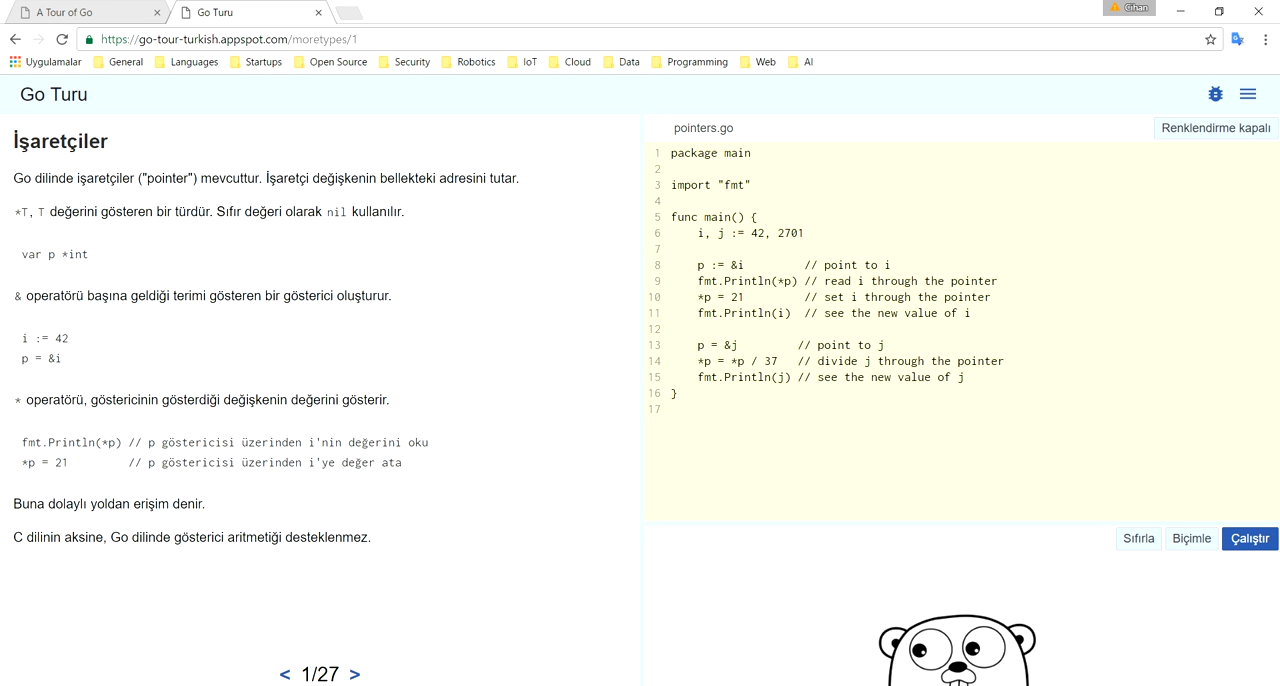 A Tour of Go
Go Turu
Cihan
https://go-tour-turkish.appspot.com/moretypes/1
Uygulamalar General Languages Startups Open Source Security Robotics IoT Cloud Data Programming Web AI
Go Turu
İşaretçiler
Go dilinde işaretçiler ("pointer") mevcuttur. İşaretçi değişkenin bellekteki adresini tutar.
*T, T değerini gösteren bir türdür. Sıfır değeri olarak nil kullanılır.
var p *int
& operatörü başına geldiği terimi gösteren bir gösterici oluşturur.
i := 42
p = &i
* operatörü, göstericinin gösterdiği değişkenin değerini gösterir.
fmt.Println(*p) // p göstericisi üzerinden i'nin değerini oku
*p = 21         // p göstericisi üzerinden i'ye değer ata
Buna dolaylı yoldan erişim denir.
C dilinin aksine, Go dilinde gösterici aritmetiği desteklenmez.
< 1/27 >
pointers.go
Renklendirme kapalı
1 package main
2
3 import "fmt"
4
5 func main() {
6     i, j := 42, 2701
7
8     p := &i         // point to i
9     fmt.Println(*p) // read i through the pointer
10     *p = 21         // set i through the pointer
11     fmt.Println(i)  // see the new value of i
12
13     p = &j         // point to j
14     *p = *p / 37   // divide j through the pointer
15     fmt.Println(j) // see the new value of j
16 }
17
Sıfırla Biçimle Çalıştır